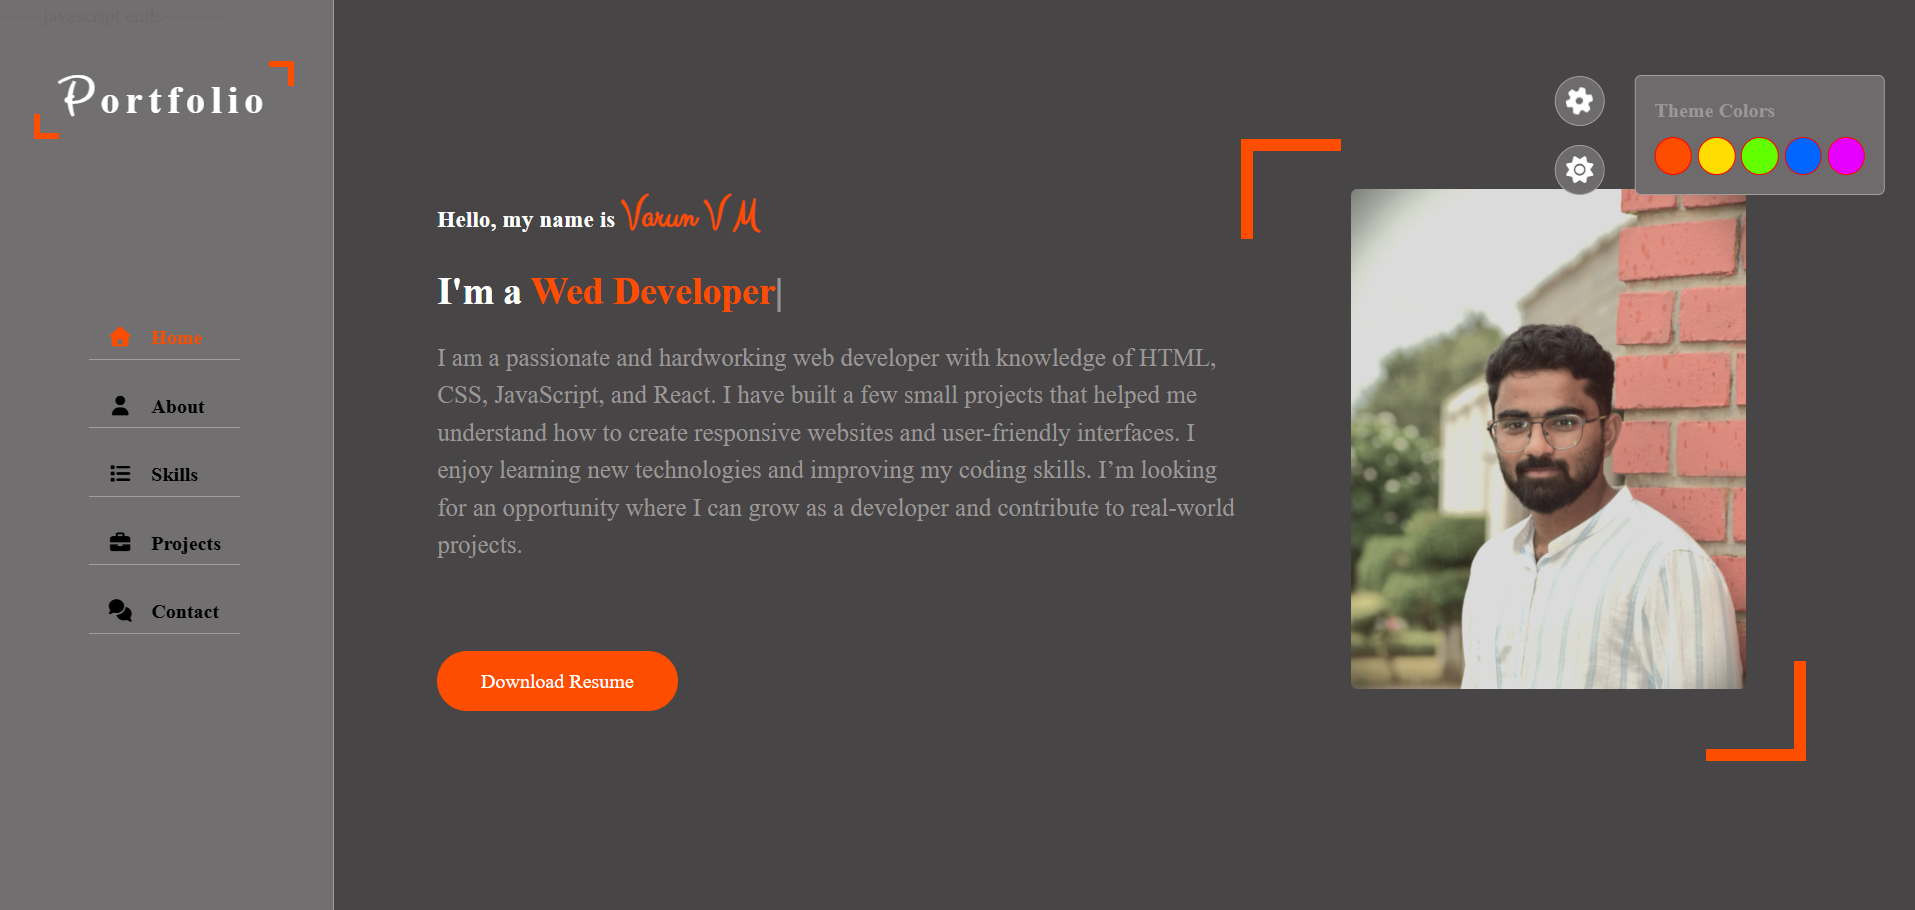 ------javascript ends---------
Portfolio
Home
About
Skills
Projects
Contact
Hello, my name is Varun V M
I'm a Wed Developer|
I am a passionate and hardworking web developer with knowledge of HTML,
CSS, JavaScript, and React. I have built a few small projects that helped me
understand how to create responsive websites and user-friendly interfaces. I
enjoy learning new technologies and improving my coding skills. I’m looking
for an opportunity where I can grow as a developer and contribute to real-world
projects.
Download Resume
Theme Colors